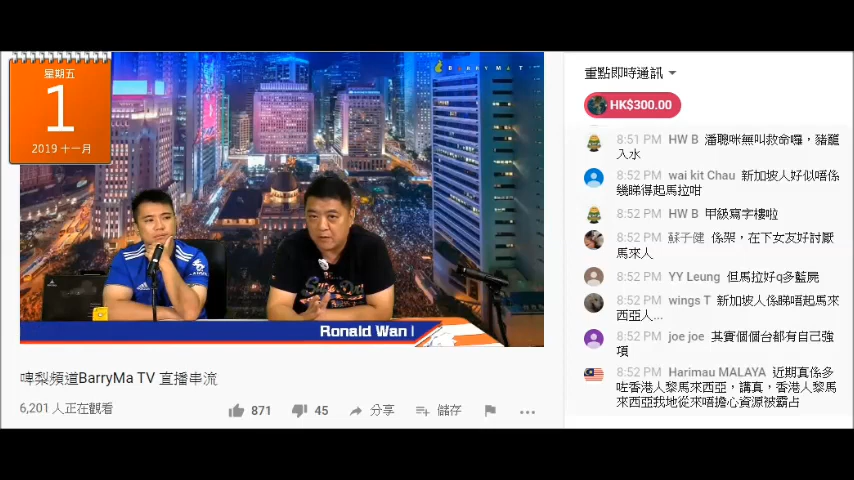 星期五
1
2019 十一月
BARRYMA TV
Ronald Wan |
啤梨頻道BarryMa TV 直播串流
6,201 人正在觀看
871
45
分享
儲存
重點即時通訊
HK$300.00
8:51 PM HW B 潘聰咪無叫救命囉，豬籠
入水
8:52 PM wai kit Chau 新加坡人好似唔係
幾睇得起馬拉咁
8:52 PM HW B 甲級寫字樓啦
8:52 PM 蘇子健 係架，在下女友好討厭
馬來人
8:52 PM YY Leung 但馬拉好q多藍屍
8:52 PM wings T 新加坡人係睇唔起馬來
西亞人...
8:52 PM joe joe 其實個個台都有自己強
項
8:52 PM Harimau MALAYA 近期真係多
咗香港人黎馬來西亞，講真，香港人黎馬
來西亞我地從來唔擔心資源被霸占